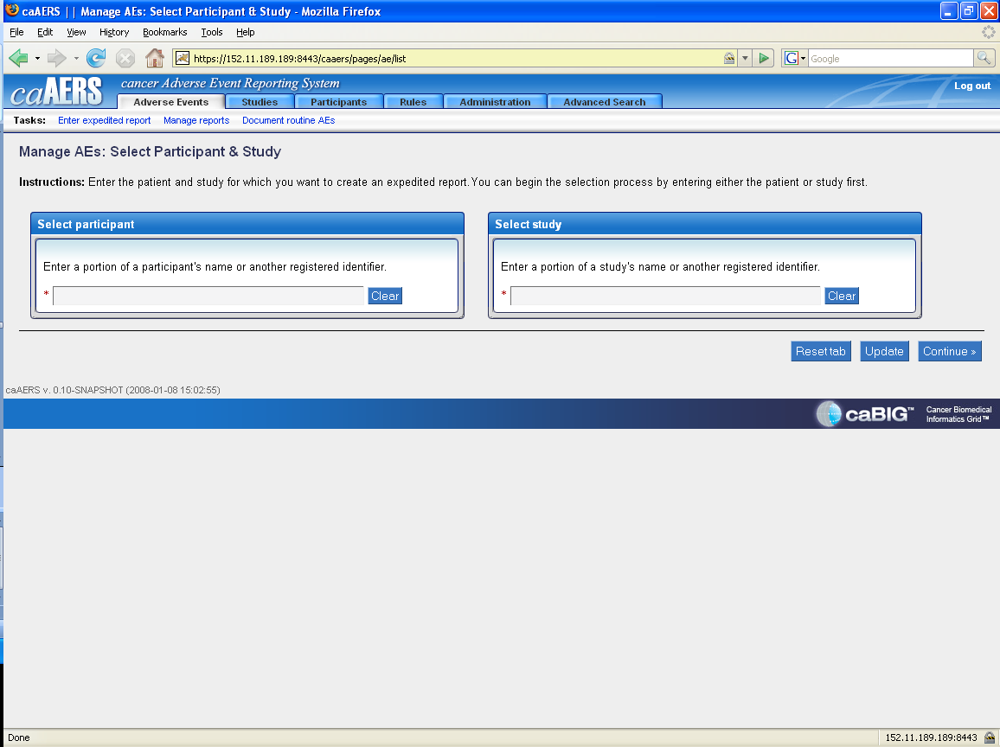 caAERS | | Manage AEs: Select Participant & Study - Mozilla Firefox
File Edit View History Bookmarks Tools Help
https://152.11.189.189:8443/caaers/pages/ae/list
G Google
caAERS cancer Adverse Event Reporting System
Log out
Adverse Events Studies Participants Rules Administration Advanced Search
Tasks: Enter expedited report Manage reports Document routine AEs
Manage AEs: Select Participant & Study
Instructions: Enter the patient and study for which you want to create an expedited report. You can begin the selection process by entering either the patient or study first.
Select participant
Enter a portion of a participant's name or another registered identifier.
* Clear
Select study
Enter a portion of a study's name or another registered identifier.
* Clear
Reset tab Update Continue »
caAERS v. 0.10-SNAPSHOT (2008-01-08 15:02:55)
caBIG™ Cancer Biomedical
Informatics Grid™
Done 152.11.189.189:8443